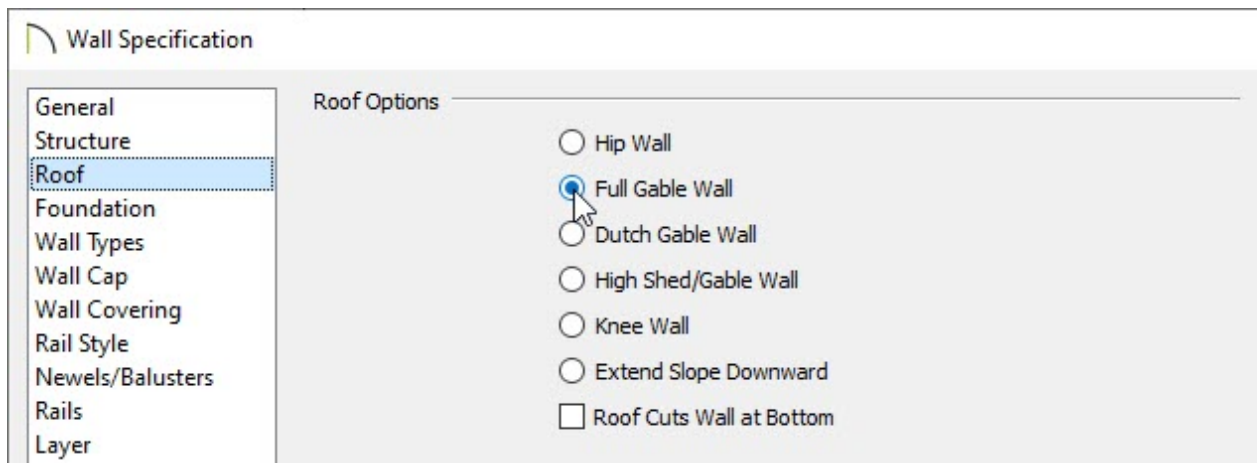 Wall Specification
General
Structure
Roof
Foundation
Wall Types
Wall Cap
Wall Covering
Rail Style
Newels/Balusters
Rails
Layer
Roof Options
Hip Wall
Full Gable Wall
Dutch Gable Wall
High Shed/Gable Wall
Knee Wall
Extend Slope Downward
Roof Cuts Wall at Bottom